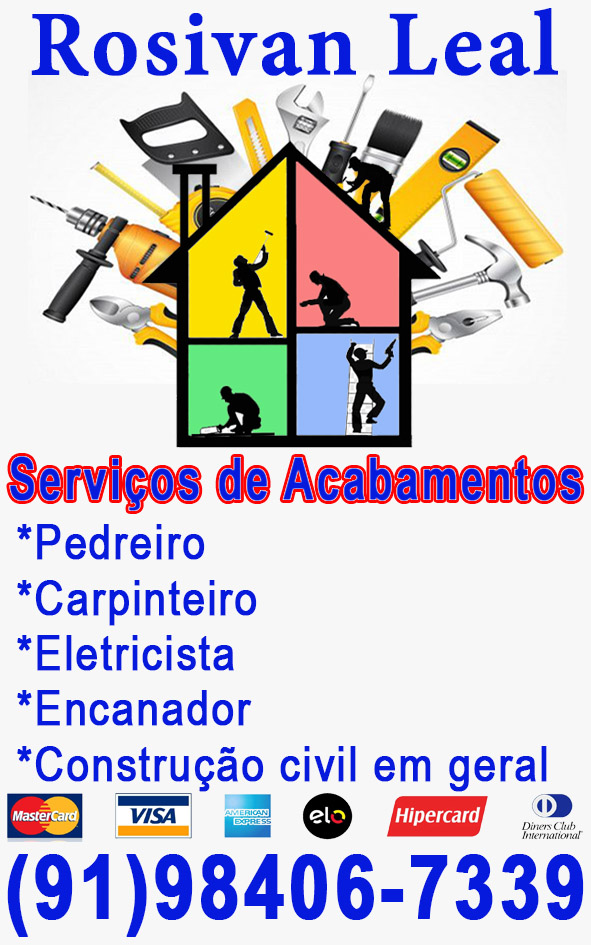 Rosivan Leal
Serviços de Acabamentos
*Pedreiro
*Carpinteiro
*Eletricista
*Encanador
*Construção civil em geral
MasterCard VISA AMERICAN EXPRESS elo Hipercard Diners Club International
(91)98406-7339